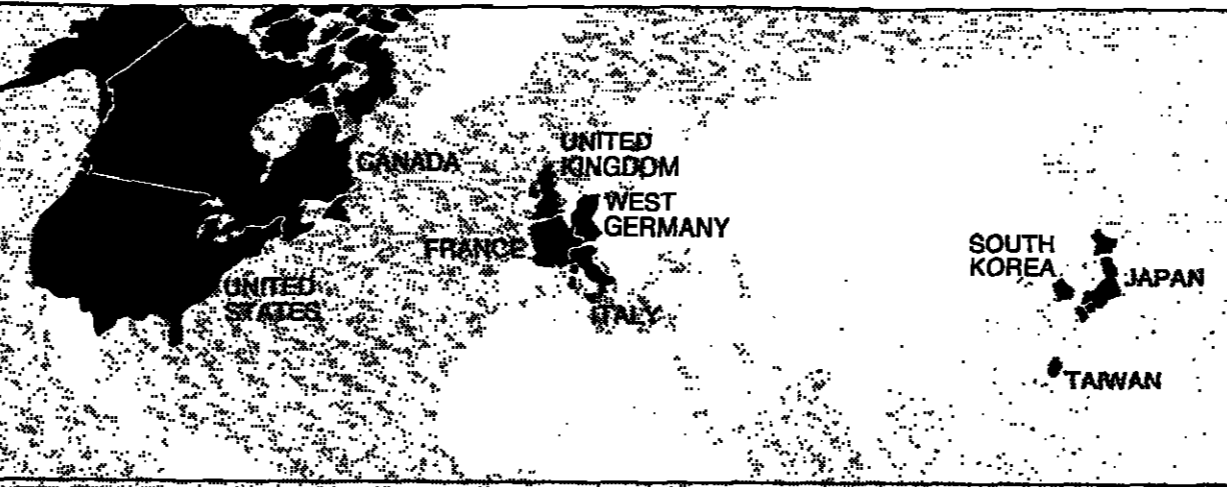 UNITED
KINGDOM
CANADA
WEST
GERMANY
FRANCE
SOUTH
KOREA
JAPAN
UNITED
STATES
ITALY
TAIWAN